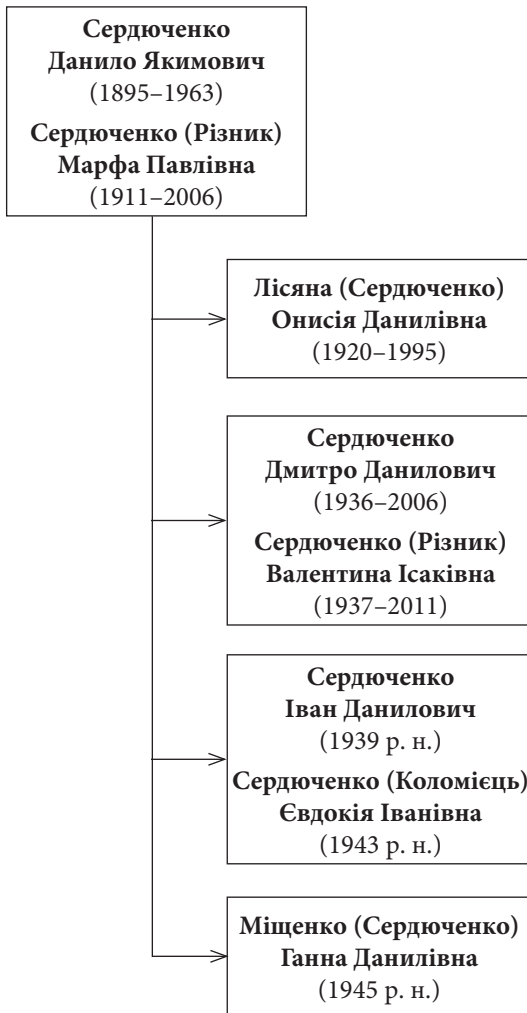 Сердюченко
Данило Якимович
(1895–1963)
Сердюченко (Різник)
Марфа Павлівна
(1911–2006)
Лісяна (Сердюченко)
Онисія Данилівна
(1920–1995)
Сердюченко
Дмитро Данилович
(1936–2006)
Сердюченко (Різник)
Валентина Ісаківна
(1937–2011)
Сердюченко
Іван Данилович
(1939 р. н.)
Сердюченко (Коломієць)
Євдокія Іванівна
(1943 р. н.)
Міщенко (Сердюченко)
Ганна Данилівна
(1945 р. н.)